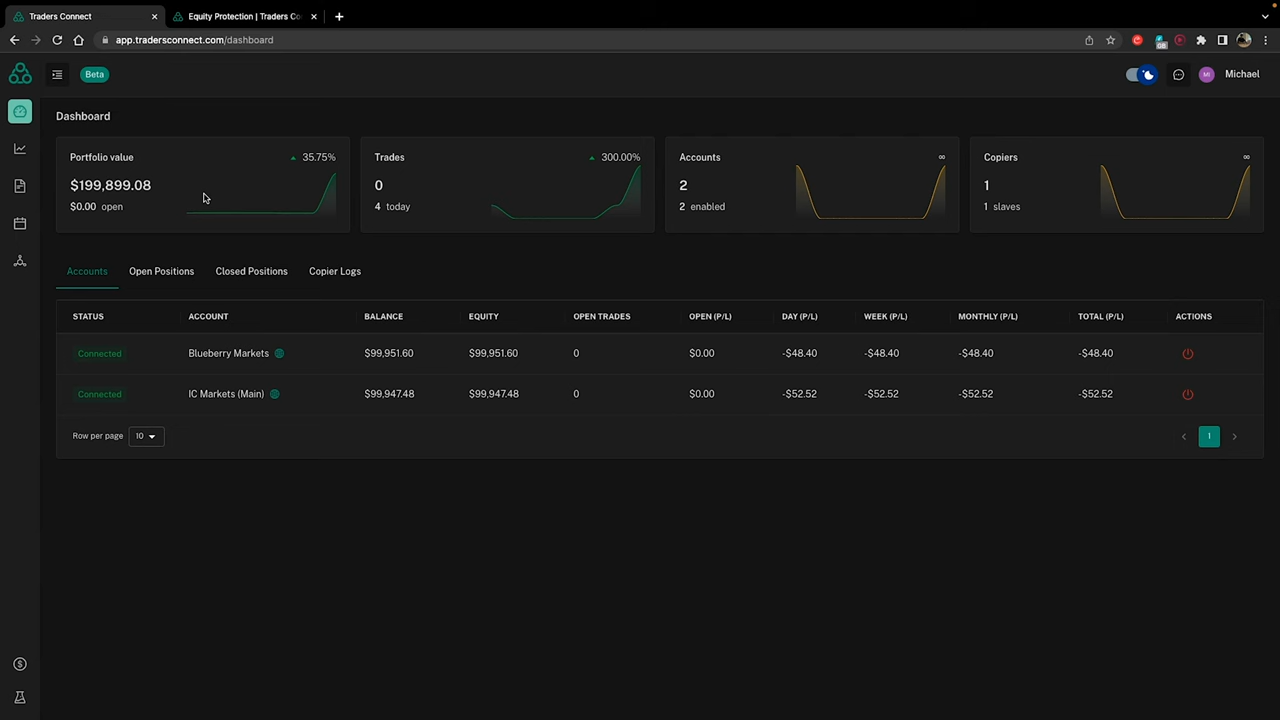 Traders Connect
Equity Protection | Traders Co
app.tradersconnect.com/dashboard
GB
Beta
MI
Michael
Dashboard
Portfolio value
35.75%
$199,899.08
$0.00 open
Trades
300.00%
0
4 today
Accounts
∞
2
2 enabled
Copiers
∞
1
1 slaves
Accounts Open Positions Closed Positions Copier Logs
STATUS ACCOUNT BALANCE EQUITY OPEN TRADES OPEN (P/L) DAY (P/L) WEEK (P/L) MONTHLY (P/L) TOTAL (P/L) ACTIONS
Connected Blueberry Markets $99,951.60 $99,951.60 0 $0.00 -$48.40 -$48.40 -$48.40 -$48.40
Connected IC Markets (Main) $99,947.48 $99,947.48 0 $0.00 -$52.52 -$52.52 -$52.52 -$52.52
Row per page 10
1